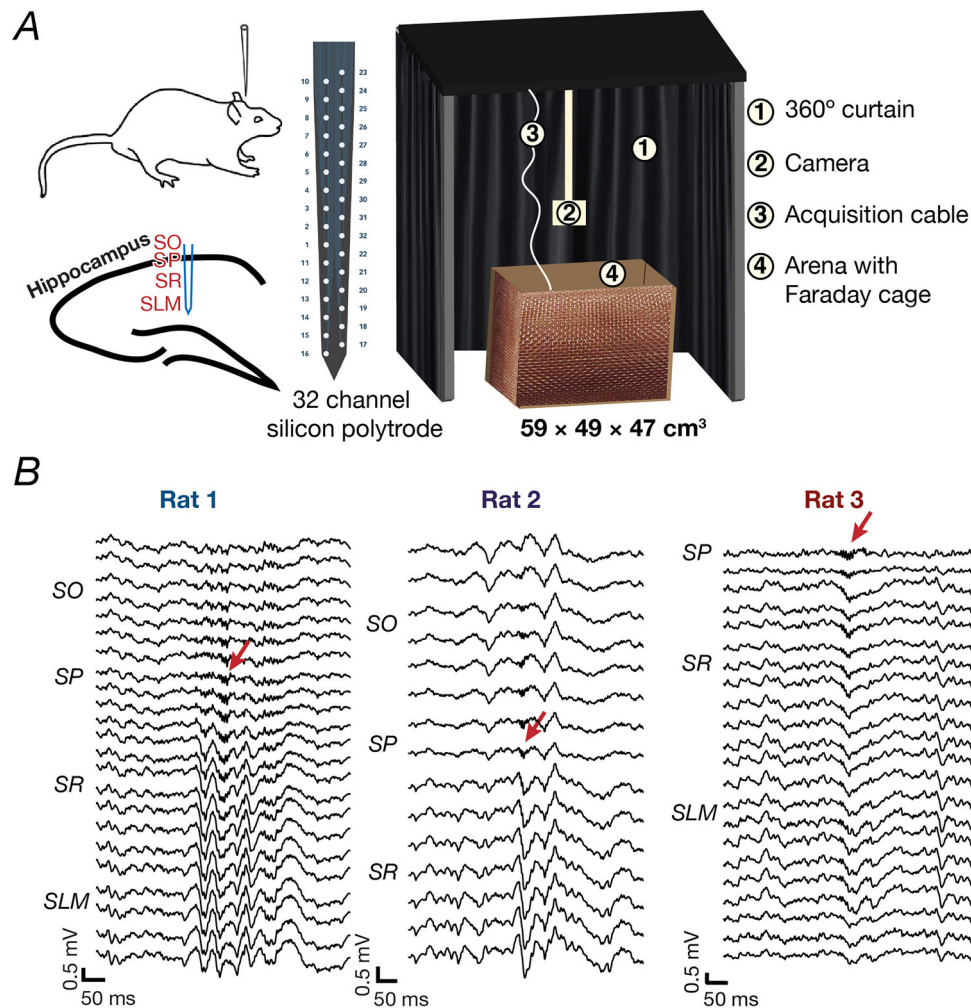 A
10
9
8
7
6
5
4
3
2
1
11
12
13
14
15
16
23
24
25
26
27
28
29
30
31
32
22
21
20
19
18
17
32 channel
silicon polytrode
Hippocampus
SO
SP
SR
SLM
3
1
2
4
59 × 49 × 47 cm³
1 360º curtain
2 Camera
3 Acquisition cable
4 Arena with
Faraday cage
B
Rat 1
SO
SP
SR
SLM
0.5 mV
50 ms
Rat 2
SO
SP
SR
0.5 mV
50 ms
Rat 3
SP
SR
SLM
0.5 mV
50 ms